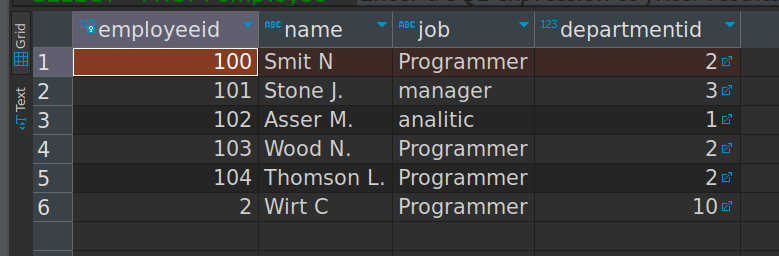 employeeid name job departmentid
1 100 Smit N Programmer 2
2 101 Stone J. manager 3
3 102 Asser M. analitic 1
4 103 Wood N. Programmer 2
5 104 Thomson L. Programmer 2
6 2 Wirt C Programmer 10
Grid
Text